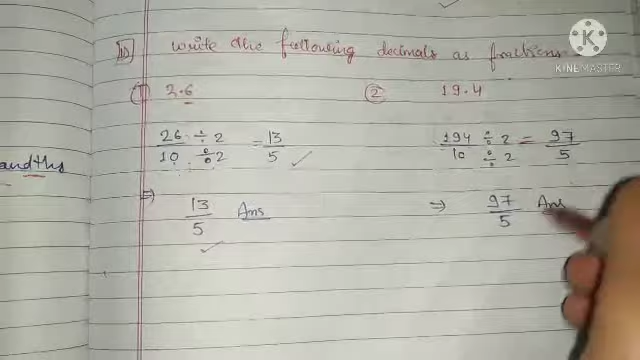 D) Write the following decimals as fractions
KINEMASTER
① 2.6 ② 19.4
26 ÷ 2 = 13 194 ÷ 2 = 97
10 ÷ 2 5 10 ÷ 2 5
andths
⇒ 13 Ans ⇒ 97 Ans
5 5